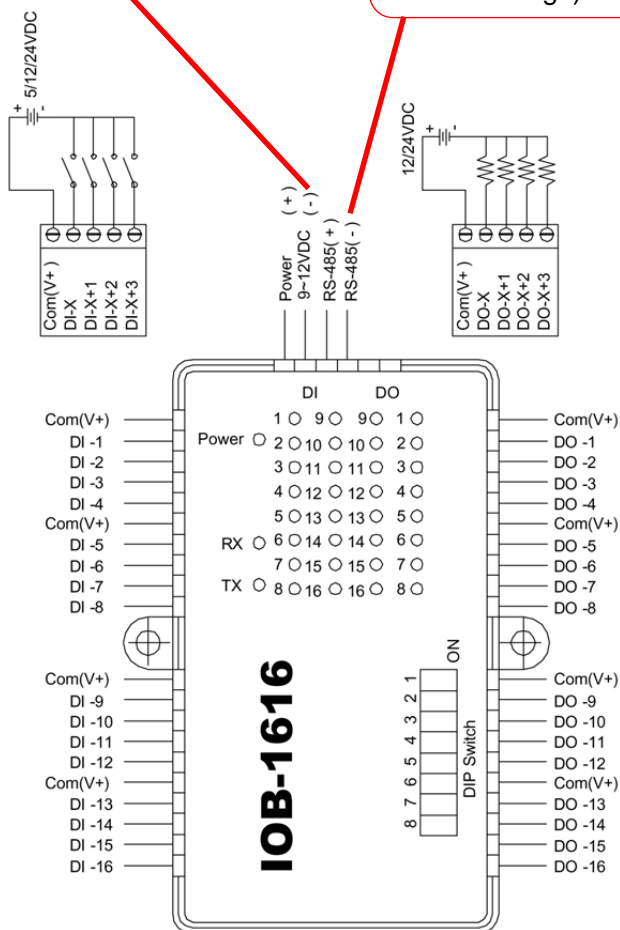 5/12/24VDC
+ -
Com(V+)
DI-X
DI-X+1
DI-X+2
DI-X+3
(+)
(-)
Power
9~12VDC
RS-485(+)
RS-485(-)
12/24VDC
+ -
Com(V+)
DO-X
DO-X+1
DO-X+2
DO-X+3
Com(V+)
DI -1
DI -2
DI -3
DI -4
Com(V+)
DI -5
DI -6
DI -7
DI -8
Com(V+)
DI -9
DI -10
DI -11
DI -12
Com(V+)
DI -13
DI -14
DI -15
DI -16
DI DO
1 9 9 1
Power 2 10 10 2
3 11 11 3
4 12 12 4
5 13 13 5
RX 6 14 14 6
7 15 15 7
TX 8 16 16 8
IOB-1616
ON
1
2
3
4
5
6
7
8
DIP Switch
Com(V+)
DO -1
DO -2
DO -3
DO -4
Com(V+)
DO -5
DO -6
DO -7
DO -8
Com(V+)
DO -9
DO -10
DO -11
DO -12
Com(V+)
DO -13
DO -14
DO -15
DO -16